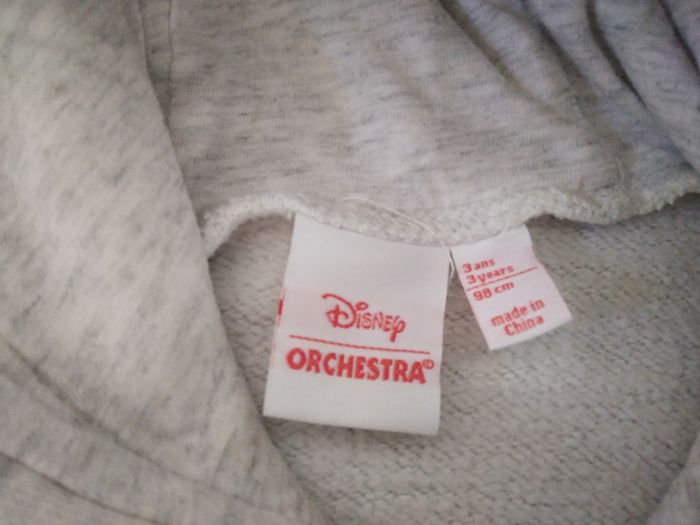 Disney
ORCHESTRA©
3 ans
3 years
98 cm
made in
China